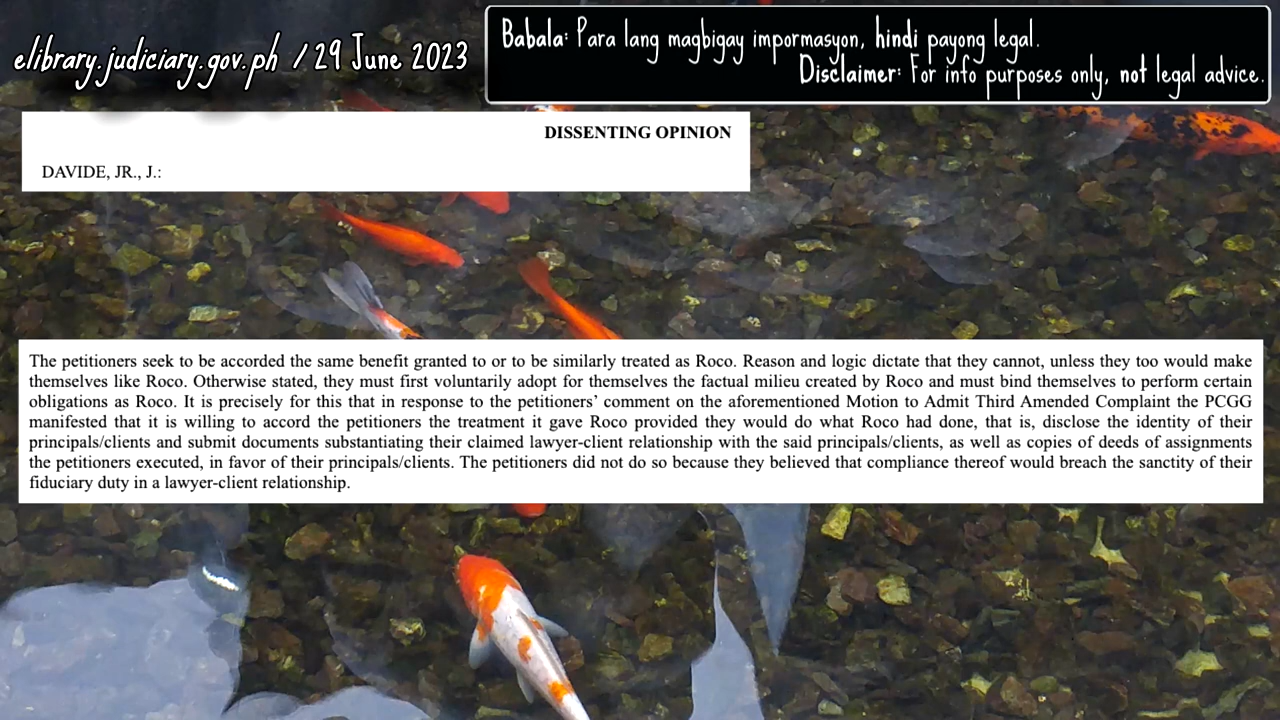 elibrary.judiciary.gov.ph / 29 June 2023
Babala: Para lang magbigay impormasyon, hindi payong legal.
Disclaimer: For info purposes only, not legal advice.
DISSENTING OPINION
DAVIDE, JR., J.:
The petitioners seek to be accorded the same benefit granted to or to be similarly treated as Roco. Reason and logic dictate that they cannot, unless they too would make
themselves like Roco. Otherwise stated, they must first voluntarily adopt for themselves the factual milieu created by Roco and must bind themselves to perform certain
obligations as Roco. It is precisely for this that in response to the petitioners' comment on the aforementioned Motion to Admit Third Amended Complaint the PCGG
manifested that it is willing to accord the petitioners the treatment it gave Roco provided they would do what Roco had done, that is, disclose the identity of their
principals/clients and submit documents substantiating their claimed lawyer-client relationship with the said principals/clients, as well as copies of deeds of assignments
the petitioners executed, in favor of their principals/clients. The petitioners did not do so because they believed that compliance thereof would breach the sanctity of their
fiduciary duty in a lawyer-client relationship.